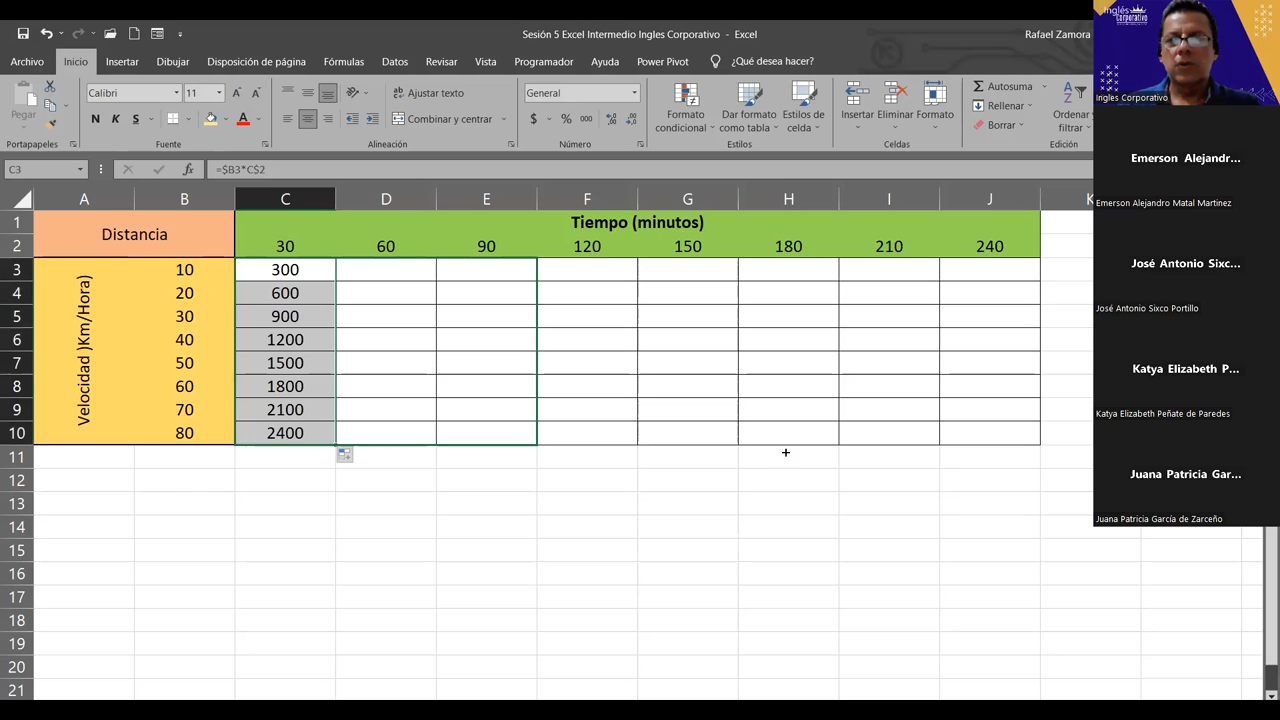 Sesión 5 Excel Intermedio Ingles Corporativo - Excel
Rafael Zamora
Archivo Inicio Insertar Dibujar Disposición de página Fórmulas Datos Revisar Vista Programador Ayuda Power Pivot ¿Qué desea hacer?
Pegar
Calibri 11
N K S
Ajustar texto
Combinar y centrar
General
$ % 000
Formato condicional
Dar formato como tabla
Estilos de celda
Insertar Eliminar Formato
Autosuma
Rellenar
Borrar
Ordenar y filtrar
Portapapeles Fuente Alineación Número Estilos Celdas Edición
C3 fx =$B3*C$2
A B C D E F G H I J K
1 Distancia Tiempo (minutos)
2 30 60 90 120 150 180 210 240
Velocidad )Km/Hora)
3 10 300
4 20 600
5 30 900
6 40 1200
7 50 1500
8 60 1800
9 70 2100
10 80 2400
11
12
13
14
15
16
17
18
19
20
21
Inglés Corporativo
Ingles Corporativo
Emerson Alejandr...
Emerson Alejandro Matal Martinez
José Antonio Sixc...
José Antonio Sixco Portillo
Katya Elizabeth P...
Katya Elizabeth Peñate de Paredes
Juana Patricia Gar...
Juana Patricia García de Zarceño